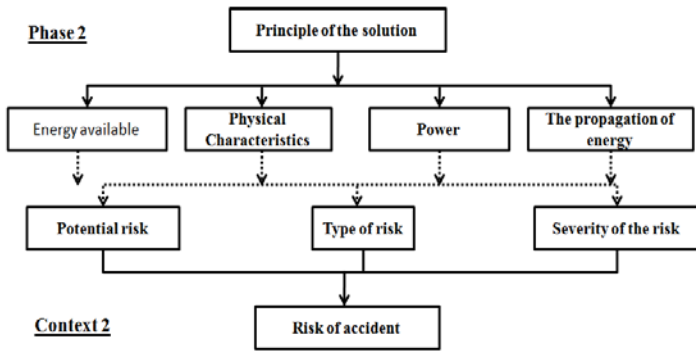 Phase 2
Principle of the solution
Energy available
Physical
Characteristics
Power
The propagation of
energy
Potential risk
Type of risk
Severity of the risk
Context 2
Risk of accident